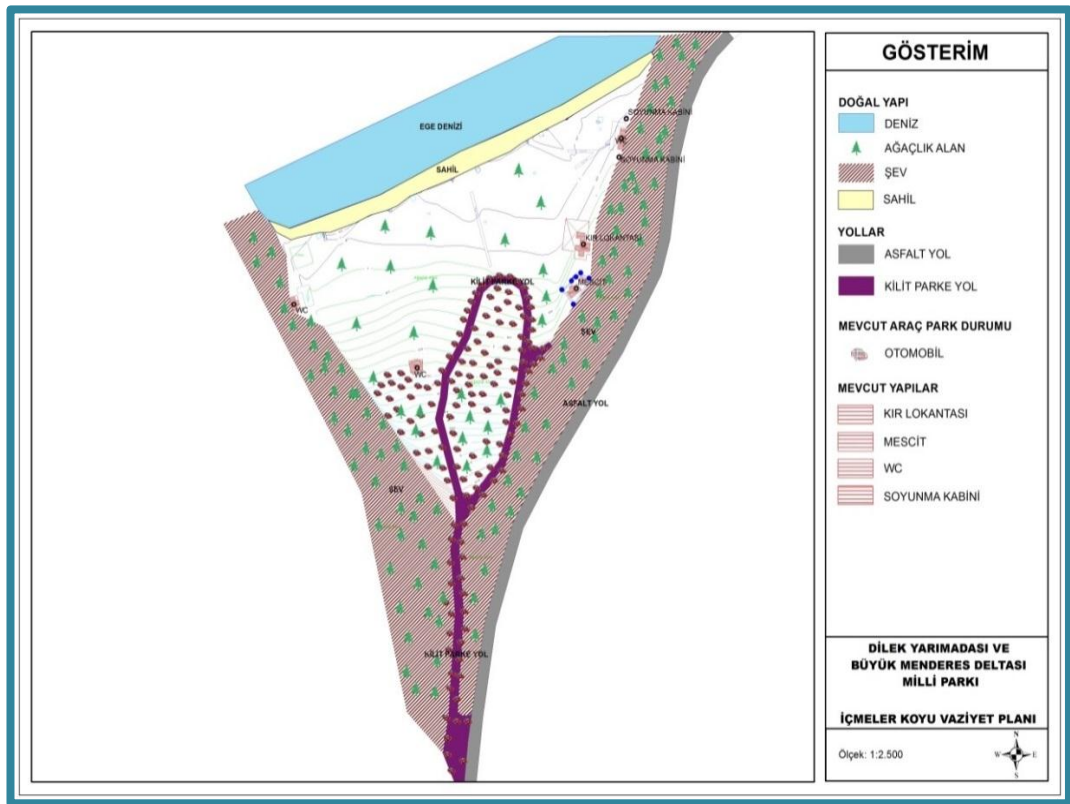 EGE DENİZİ
SAHİL
SOYUNMA KABİNİ
WC
SOYUNMA KABİNİ
KIR LOKANTASI
KİLİT PARKE YOL
MESCİT
WC
ŞEV
WC
ASFALT YOL
ŞEV
KİLİT PARKE YOL
GÖSTERİM
DOĞAL YAPI
DENİZ
AĞAÇLIK ALAN
ŞEV
SAHİL
YOLLAR
ASFALT YOL
KİLİT PARKE YOL
MEVCUT ARAÇ PARK DURUMU
OTOMOBİL
MEVCUT YAPILAR
KIR LOKANTASI
MESCİT
WC
SOYUNMA KABİNİ
DİLEK YARIMADASI VE
BÜYÜK MENDERES DELTASI
MİLLİ PARKI
İÇMELER KOYU VAZİYET PLANI
Ölçek: 1:2.500
N
W E
S